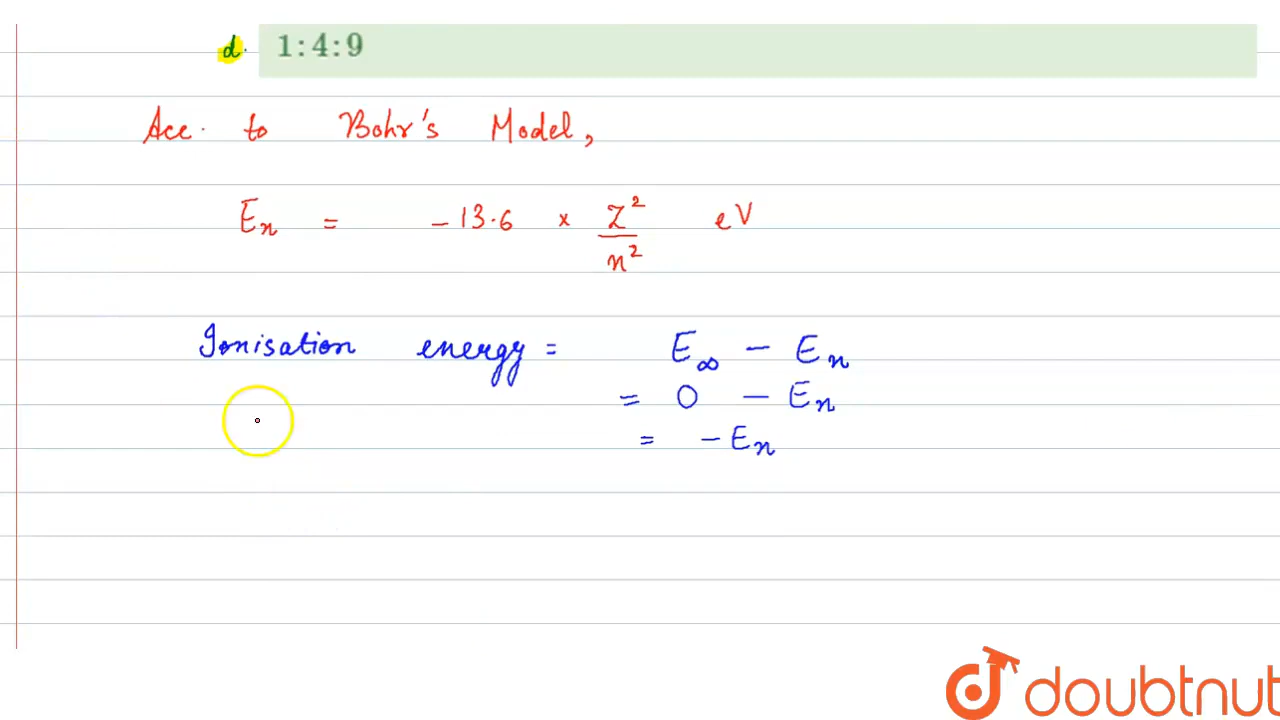 d. 1:4:9
Acc. to Bohr's Model,
En = -13.6 × Z²/n² eV
Ionisation energy = E∞ - En
= 0 - En
= -En
doubtnut